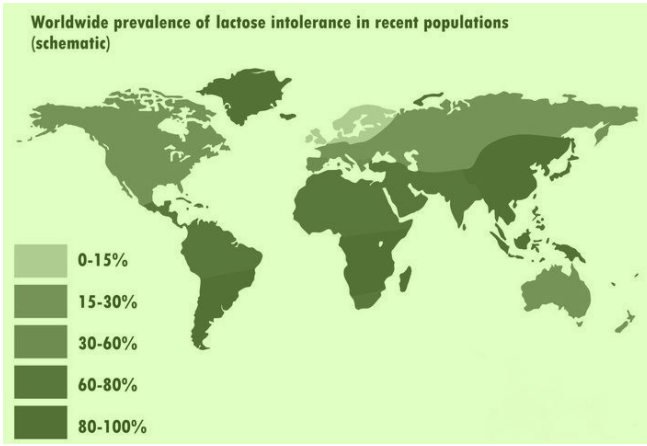 Worldwide prevalence of lactose intolerance in recent populations
(schematic)
0-15%
15-30%
30-60%
60-80%
80-100%